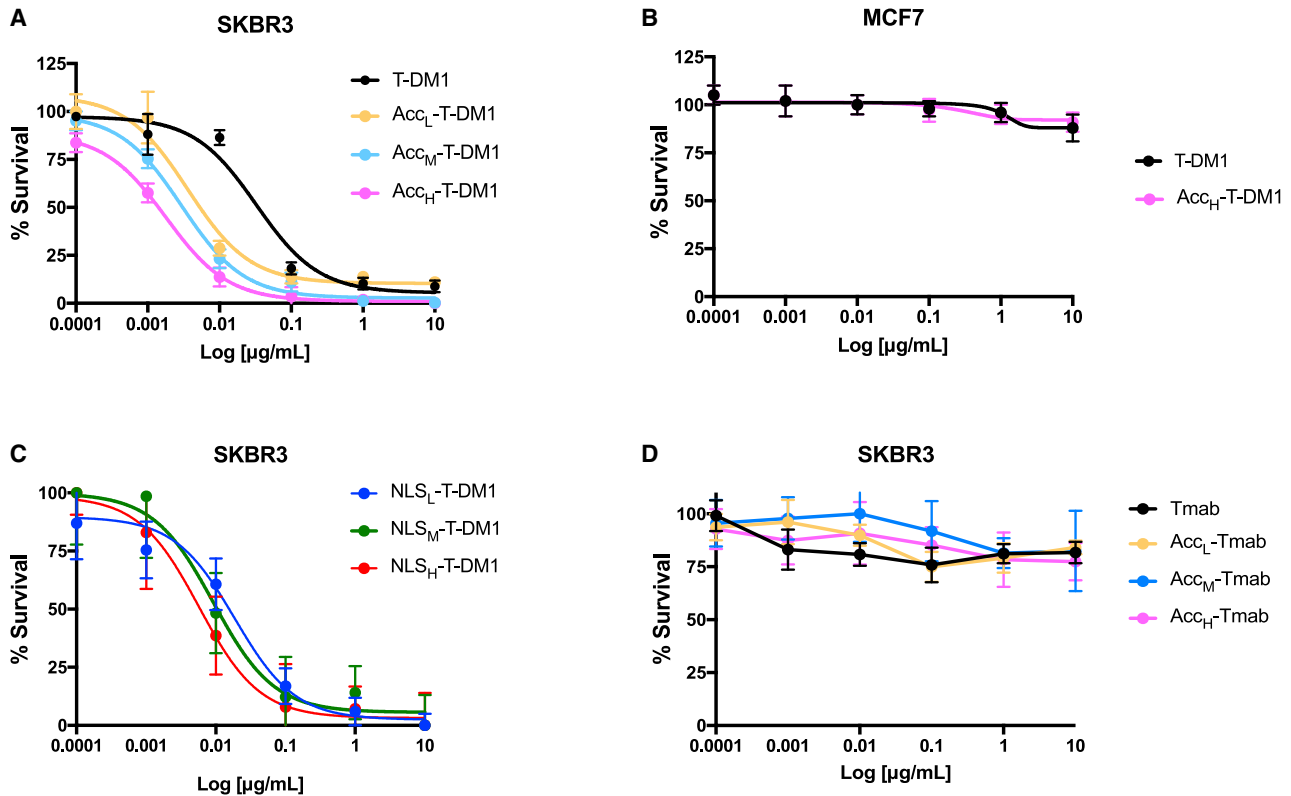 A
SKBR3
% Survival
125
100
75
50
25
0
0.0001 0.001 0.01 0.1 1 10
Log [µg/mL]
T-DM1
AccL-T-DM1
AccM-T-DM1
AccH-T-DM1
B
MCF7
% Survival
125
100
75
50
25
0
0.0001 0.001 0.01 0.1 1 10
Log [µg/mL]
T-DM1
AccH-T-DM1
C
SKBR3
% Survival
100
75
50
25
0
0.0001 0.001 0.01 0.1 1 10
Log [µg/mL]
NLSL-T-DM1
NLSM-T-DM1
NLSH-T-DM1
D
SKBR3
% Survival
100
75
50
25
0
0.0001 0.001 0.01 0.1 1 10
Log [µg/mL]
Tmab
AccL-Tmab
AccM-Tmab
AccH-Tmab